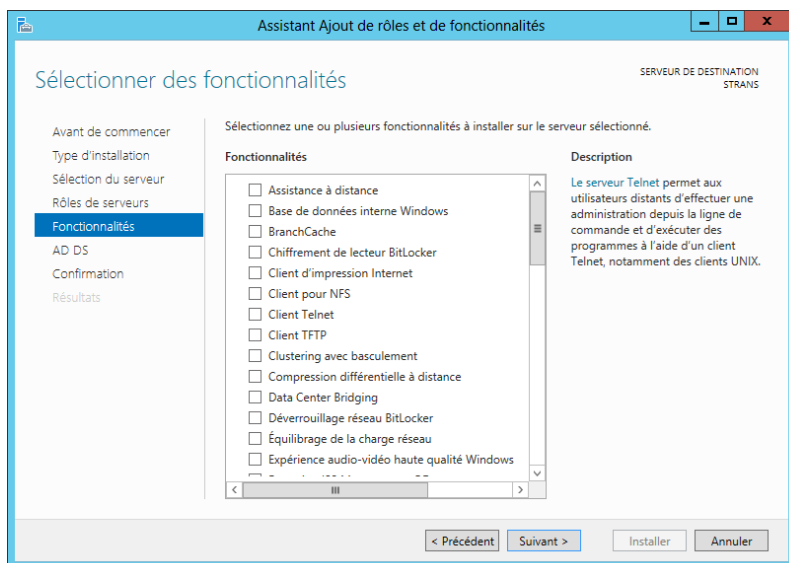 Assistant Ajout de rôles et de fonctionnalités
Sélectionner des fonctionnalités
SERVEUR DE DESTINATION
STRANS
Avant de commencer
Type d'installation
Sélection du serveur
Rôles de serveurs
Fonctionnalités
AD DS
Confirmation
Résultats
Sélectionnez une ou plusieurs fonctionnalités à installer sur le serveur sélectionné.
Fonctionnalités
Assistance à distance
Base de données interne Windows
BranchCache
Chiffrement de lecteur BitLocker
Client d'impression Internet
Client pour NFS
Client Telnet
Client TFTP
Clustering avec basculement
Compression différentielle à distance
Data Center Bridging
Déverrouillage réseau BitLocker
Équilibrage de la charge réseau
Expérience audio-vidéo haute qualité Windows
Description
Le serveur Telnet permet aux
utilisateurs distants d'effectuer une
administration depuis la ligne de
commande et d'exécuter des
programmes à l'aide d'un client
Telnet, notamment des clients UNIX.
< Précédent
Suivant >
Installer
Annuler